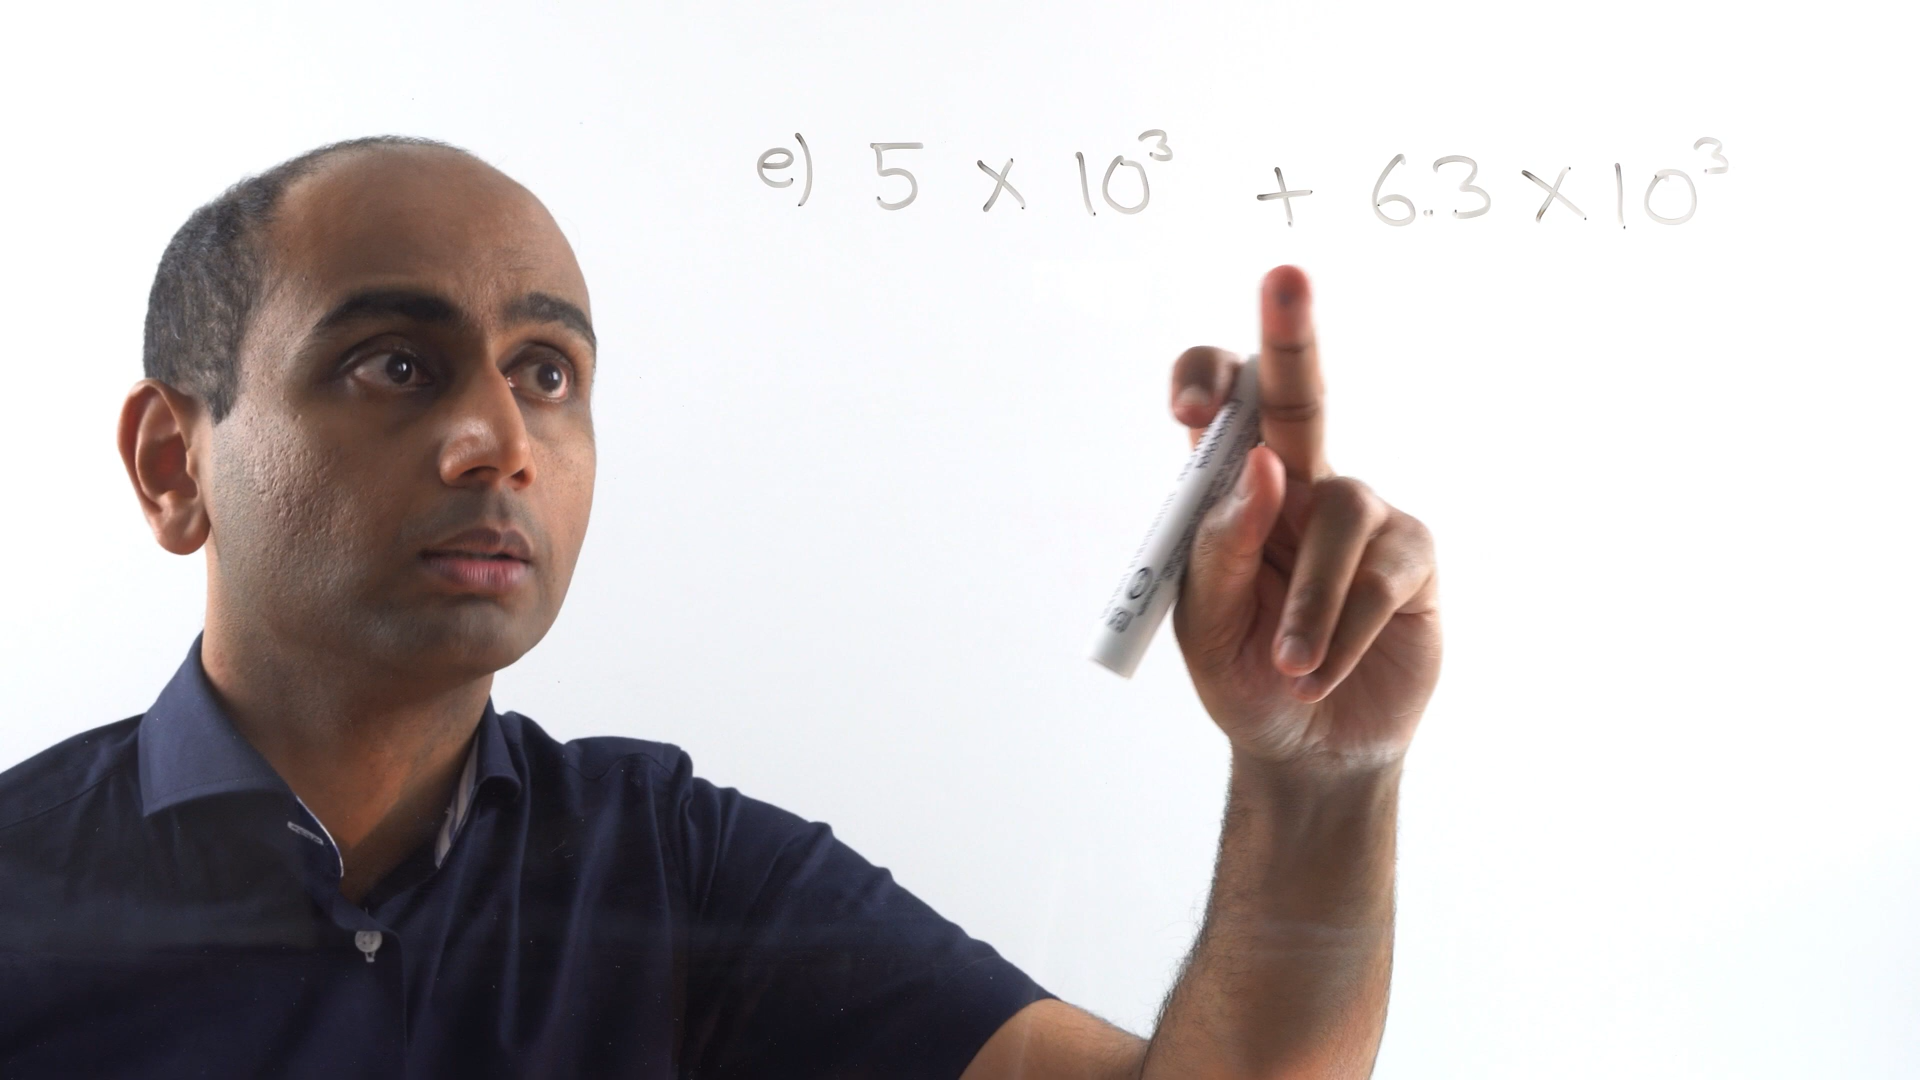 e) 5 × 10³ + 6.3 × 10³